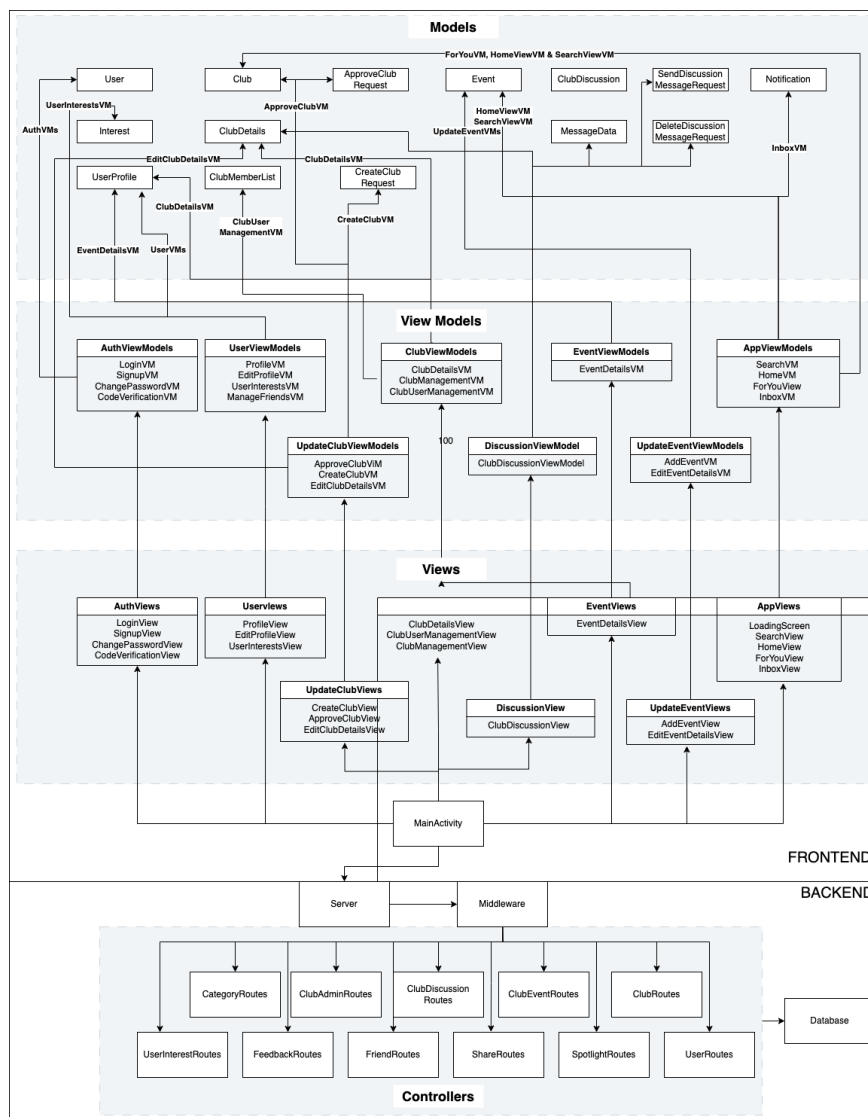 Models
ForYouVM, HomeViewVM & SearchViewVM
User
Club
ApproveClub
Request
Event
ClubDiscussion
SendDiscussion
MessageRequest
Notification
UserInterestsVM
ApproveClubVM
HomeViewVM
SearchViewVM
AuthVMs
UpdateEventVMs
Interest
ClubDetails
MessageData
DeleteDiscussion
MessageRequest
InboxVM
EditClubDetailsVM
ClubDetailsVM
UserProfile
ClubMemberList
CreateClub
Request
ClubDetailsVM
ClubUser
ManagementVM
CreateClubVM
EventDetailsVM
UserVMs
View Models
AuthViewModels
LoginVM
SignupVM
ChangePasswordVM
CodeVerificationVM
UserViewModels
ProfileVM
EditProfileVM
UserInterestsVM
ManageFriendsVM
ClubViewModels
ClubDetailsVM
ClubManagementVM
ClubUserManagementVM
EventViewModels
EventDetailsVM
AppViewModels
SearchVM
HomeVM
ForYouView
InboxVM
100
UpdateClubViewModels
ApproveClubViM
CreateClubVM
EditClubDetailsVM
DiscussionViewModel
ClubDiscussionViewModel
UpdateEventViewModels
AddEventVM
EditEventDetailsVM
Views
AuthViews
LoginView
SignupView
ChangePasswordView
CodeVerificationView
UserViews
ProfileView
EditProfileView
UserInterestsView
ClubDetailsView
ClubUserManagementView
ClubManagementView
EventViews
EventDetailsView
AppViews
LoadingScreen
SearchView
HomeView
ForYouView
InboxView
UpdateClubViews
CreateClubView
ApproveClubView
EditClubDetailsView
DiscussionView
ClubDiscussionView
UpdateEventViews
AddEventView
EditEventDetailsView
MainActivity
FRONTEND
BACKEND
Server
Middleware
CategoryRoutes
ClubAdminRoutes
ClubDiscussion
Routes
ClubEventRoutes
ClubRoutes
Database
UserInterestRoutes
FeedbackRoutes
FriendRoutes
ShareRoutes
SpotlightRoutes
UserRoutes
Controllers